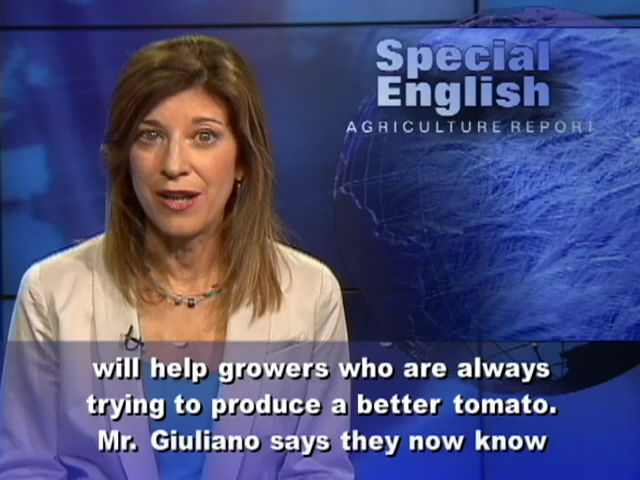 Special
English
AGRICULTURE REPORT
will help growers who are always
trying to produce a better tomato.
Mr. Giuliano says they now know